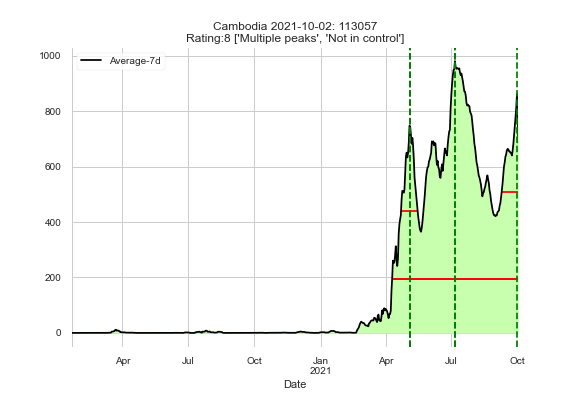 Cambodia 2021-10-02: 113057
Rating:8 ['Multiple peaks', 'Not in control']
Average-7d
1000
800
600
400
200
0
Apr Jul Oct Jan Apr Jul Oct
2021
Date